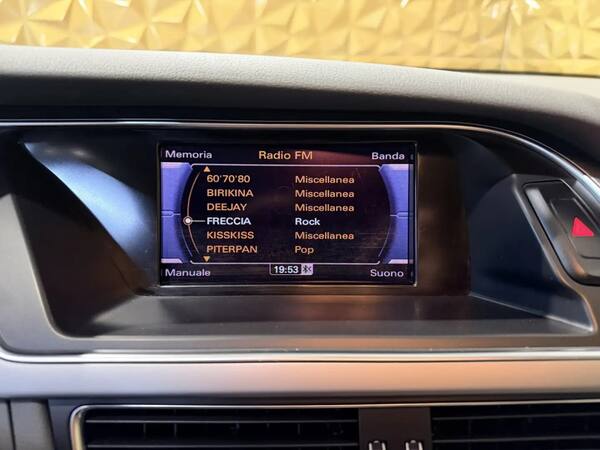 Memoria Radio FM Banda
60'70'80 Miscellanea
BIRIKINA Miscellanea
DEEJAY Miscellanea
FRECCIA Rock
KISSKISS Miscellanea
PITERPAN Pop
Manuale 19:53 Suono